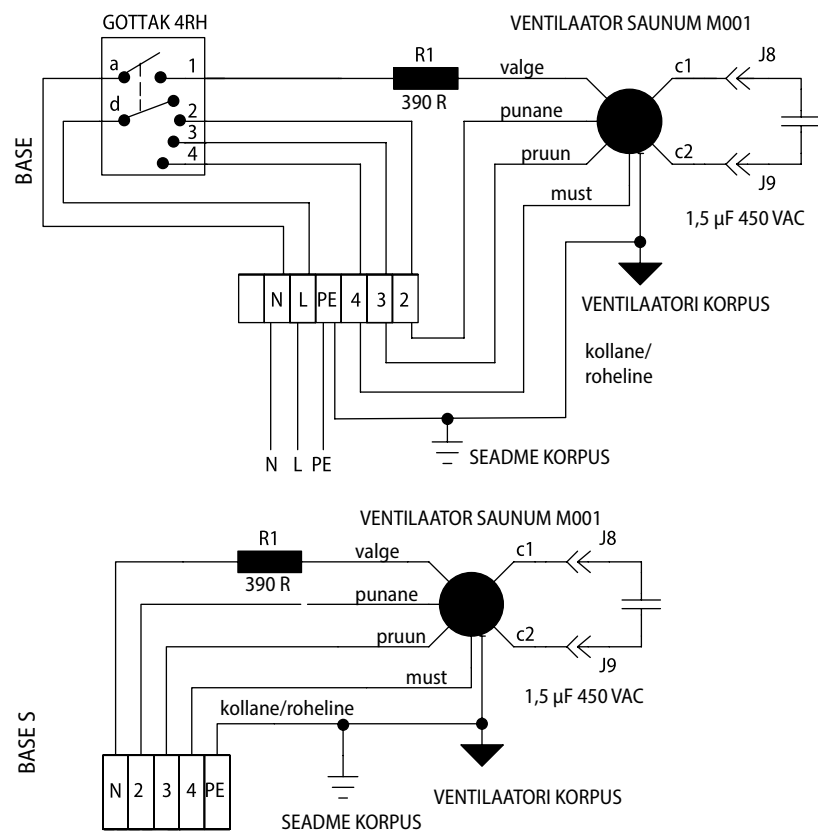 GOTTAK 4RH
VENTILAATOR SAUNUM M001
a
1
R1
390 R
valge
c1
J8
d
2
punane
3
pruun
4
c2
J9
must
1,5 µF 450 VAC
BASE
N L PE 4 3 2
VENTILAATORI KORPUS
kollane/
roheline
N L PE
SEADME KORPUS
VENTILAATOR SAUNUM M001
R1
390 R
valge
c1
J8
punane
pruun
c2
J9
must
1,5 µF 450 VAC
kollane/roheline
BASE S
N 2 3 4 PE
VENTILAATORI KORPUS
SEADME KORPUS